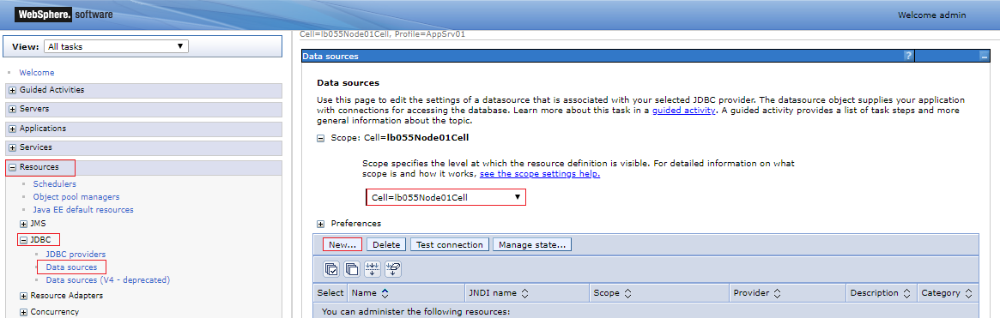 WebSphere. software
Welcome admin
View: All tasks
Welcome
Guided Activities
Servers
Applications
Services
Resources
Schedulers
Object pool managers
Java EE default resources
JMS
JDBC
JDBC providers
Data sources
Data sources (V4 - deprecated)
Resource Adapters
Concurrency
Cell=lb055Node01Cell, Profile=AppSrv01
Data sources
?
Data sources
Use this page to edit the settings of a datasource that is associated with your selected JDBC provider. The datasource object supplies your application
with connections for accessing the database. Learn more about this task in a guided activity. A guided activity provides a list of task steps and more
general information about the topic.
Scope: Cell=lb055Node01Cell
Scope specifies the level at which the resource definition is visible. For detailed information on what
scope is and how it works, see the scope settings help.
Cell=lb055Node01Cell
Preferences
New... Delete Test connection Manage state...
Select Name JNDI name Scope Provider Description Category
You can administer the following resources: